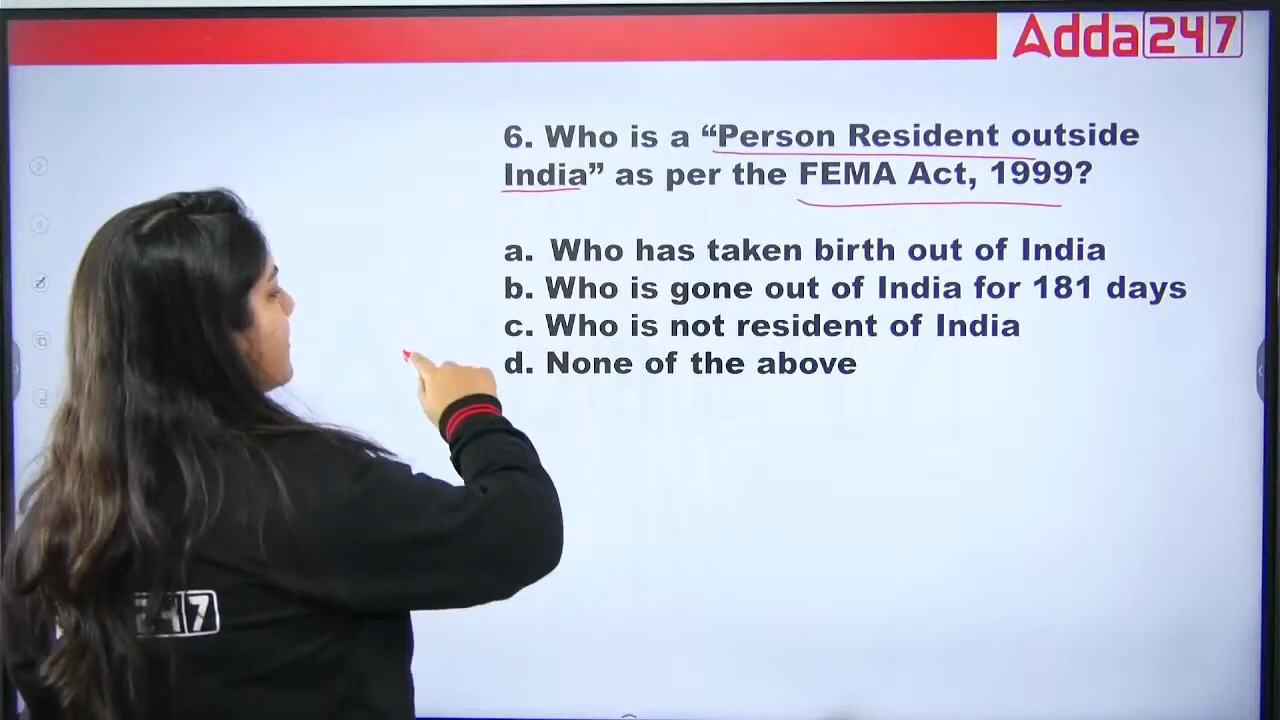 Adda247
6. Who is a “Person Resident outside
India” as per the FEMA Act, 1999?
a. Who has taken birth out of India
b. Who is gone out of India for 181 days
c. Who is not resident of India
d. None of the above
247